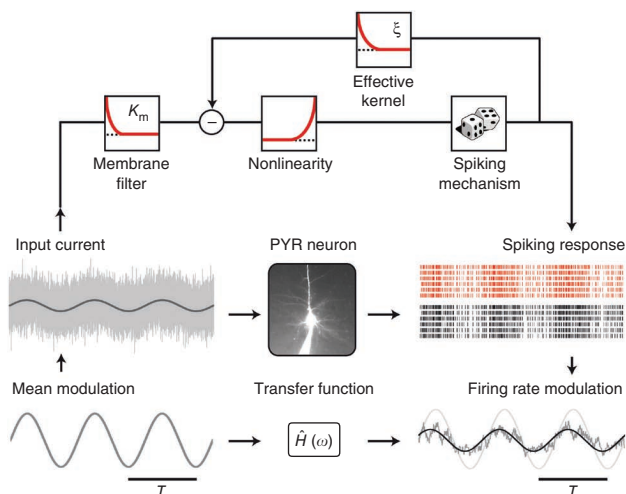 ξ
Effective
kernel
Km
−
Membrane
filter
Nonlinearity
Spiking
mechanism
Input current
PYR neuron
Spiking response
Mean modulation
Transfer function
Firing rate modulation
Ĥ (ω)
T
T